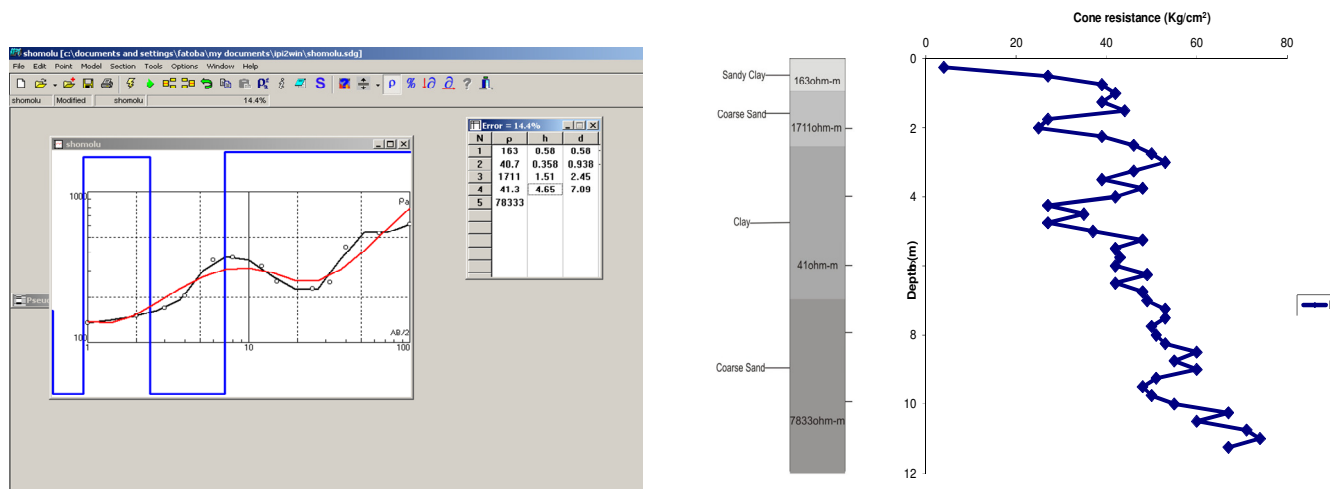 shomolu [c:\documents and settings\fatoba\my documents\ipi2win\shomolu.sdg]
File Edit Point Model Section Tools Options Window Help
shomolu Modified shomolu 14.4%
shomolu
1000
ρa
100
AB/2
1 10 100
Pseu
Error = 14.4%
N ρ h d
1 163 0.58 0.58
2 40.7 0.358 0.938
3 1711 1.51 2.45
4 41.3 4.65 7.09
5 78333
Sandy Clay
163ohm-m
Coarse Sand
1711ohm-m
Clay
41ohm-m
Coarse Sand
7833ohm-m
Cone resistance (Kg/cm²)
0 20 40 60 80
0
2
4
8
10
12
Depth (m)